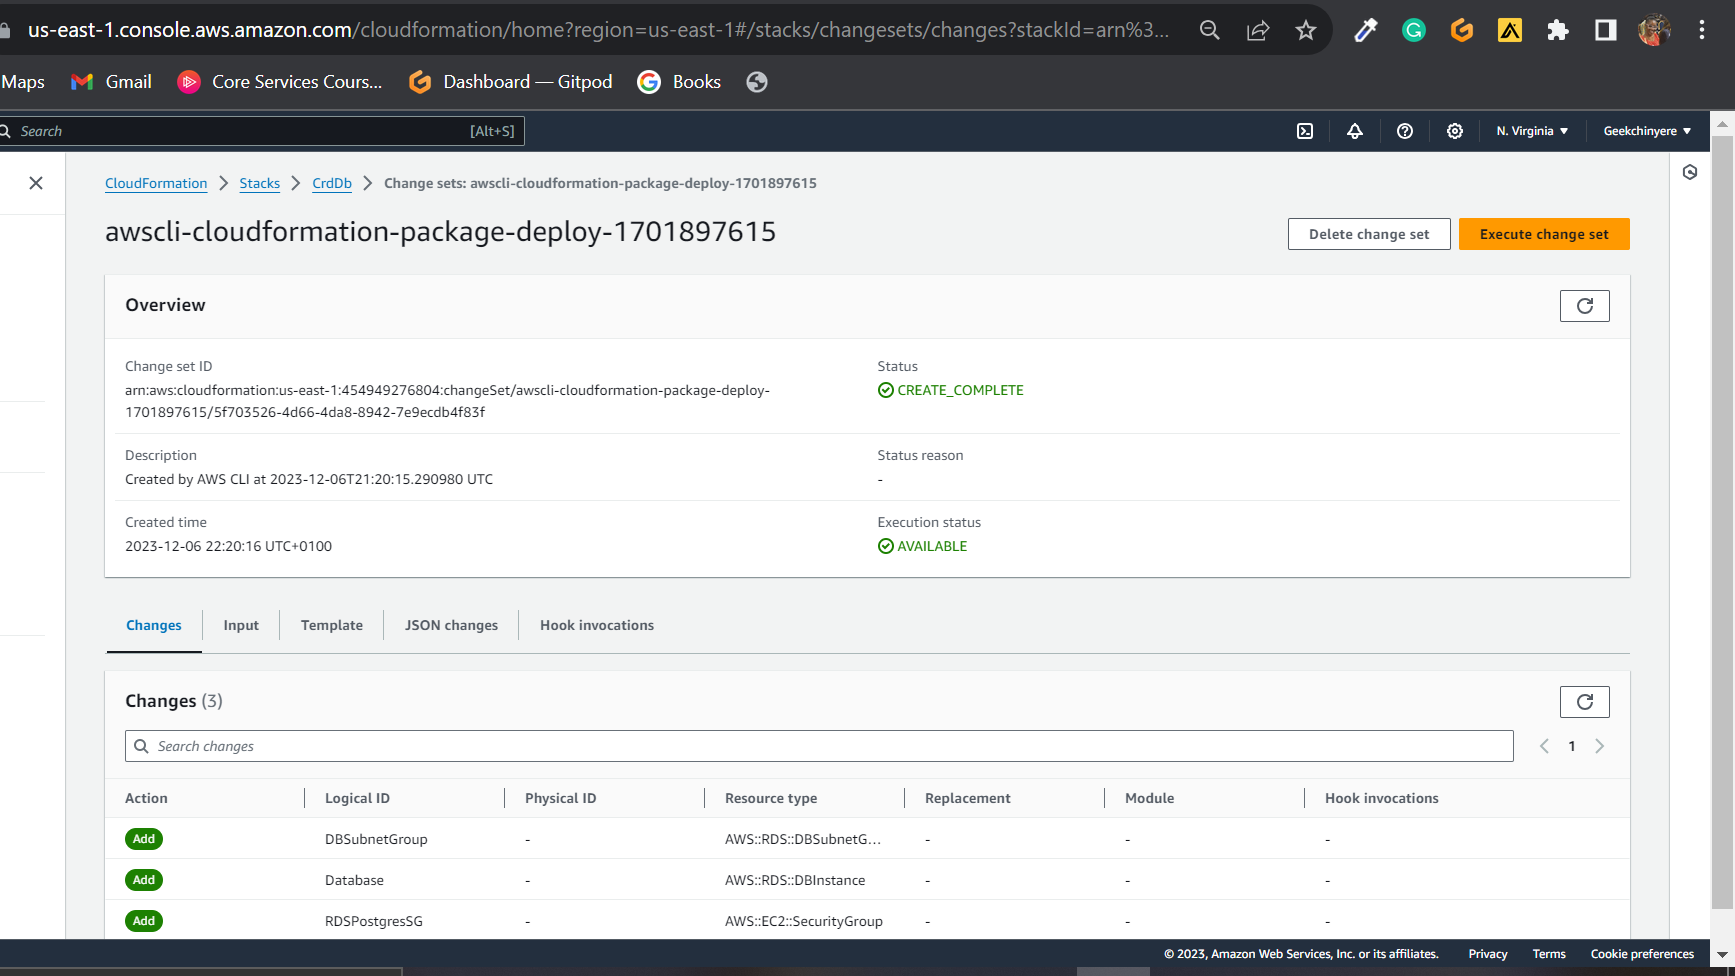 us-east-1.console.aws.amazon.com/cloudformation/home?region=us-east-1#/stacks/changesets/changes?stackId=arn%3...
Maps Gmail Core Services Cours... Dashboard — Gitpod Books
Search [Alt+S] N. Virginia Geekchinyere
CloudFormation Stacks CrdDb Change sets: awscli-cloudformation-package-deploy-1701897615
awscli-cloudformation-package-deploy-1701897615
Delete change set Execute change set
Overview
Change set ID Status
arn:aws:cloudformation:us-east-1:454949276804:changeSet/awscli-cloudformation-package-deploy- CREATE_COMPLETE
1701897615/5f703526-4d66-4da8-8942-7e9ecdb4f83f
Description Status reason
Created by AWS CLI at 2023-12-06T21:20:15.290980 UTC -
Created time Execution status
2023-12-06 22:20:16 UTC+0100 AVAILABLE
Changes Input Template JSON changes Hook invocations
Changes (3)
Search changes 1
Action Logical ID Physical ID Resource type Replacement Module Hook invocations
Add DBSubnetGroup - AWS::RDS::DBSubnetG... - - -
Add Database - AWS::RDS::DBInstance - - -
Add RDSPostgresSG - AWS::EC2::SecurityGroup - - -
© 2023, Amazon Web Services, Inc. or its affiliates. Privacy Terms Cookie preferences